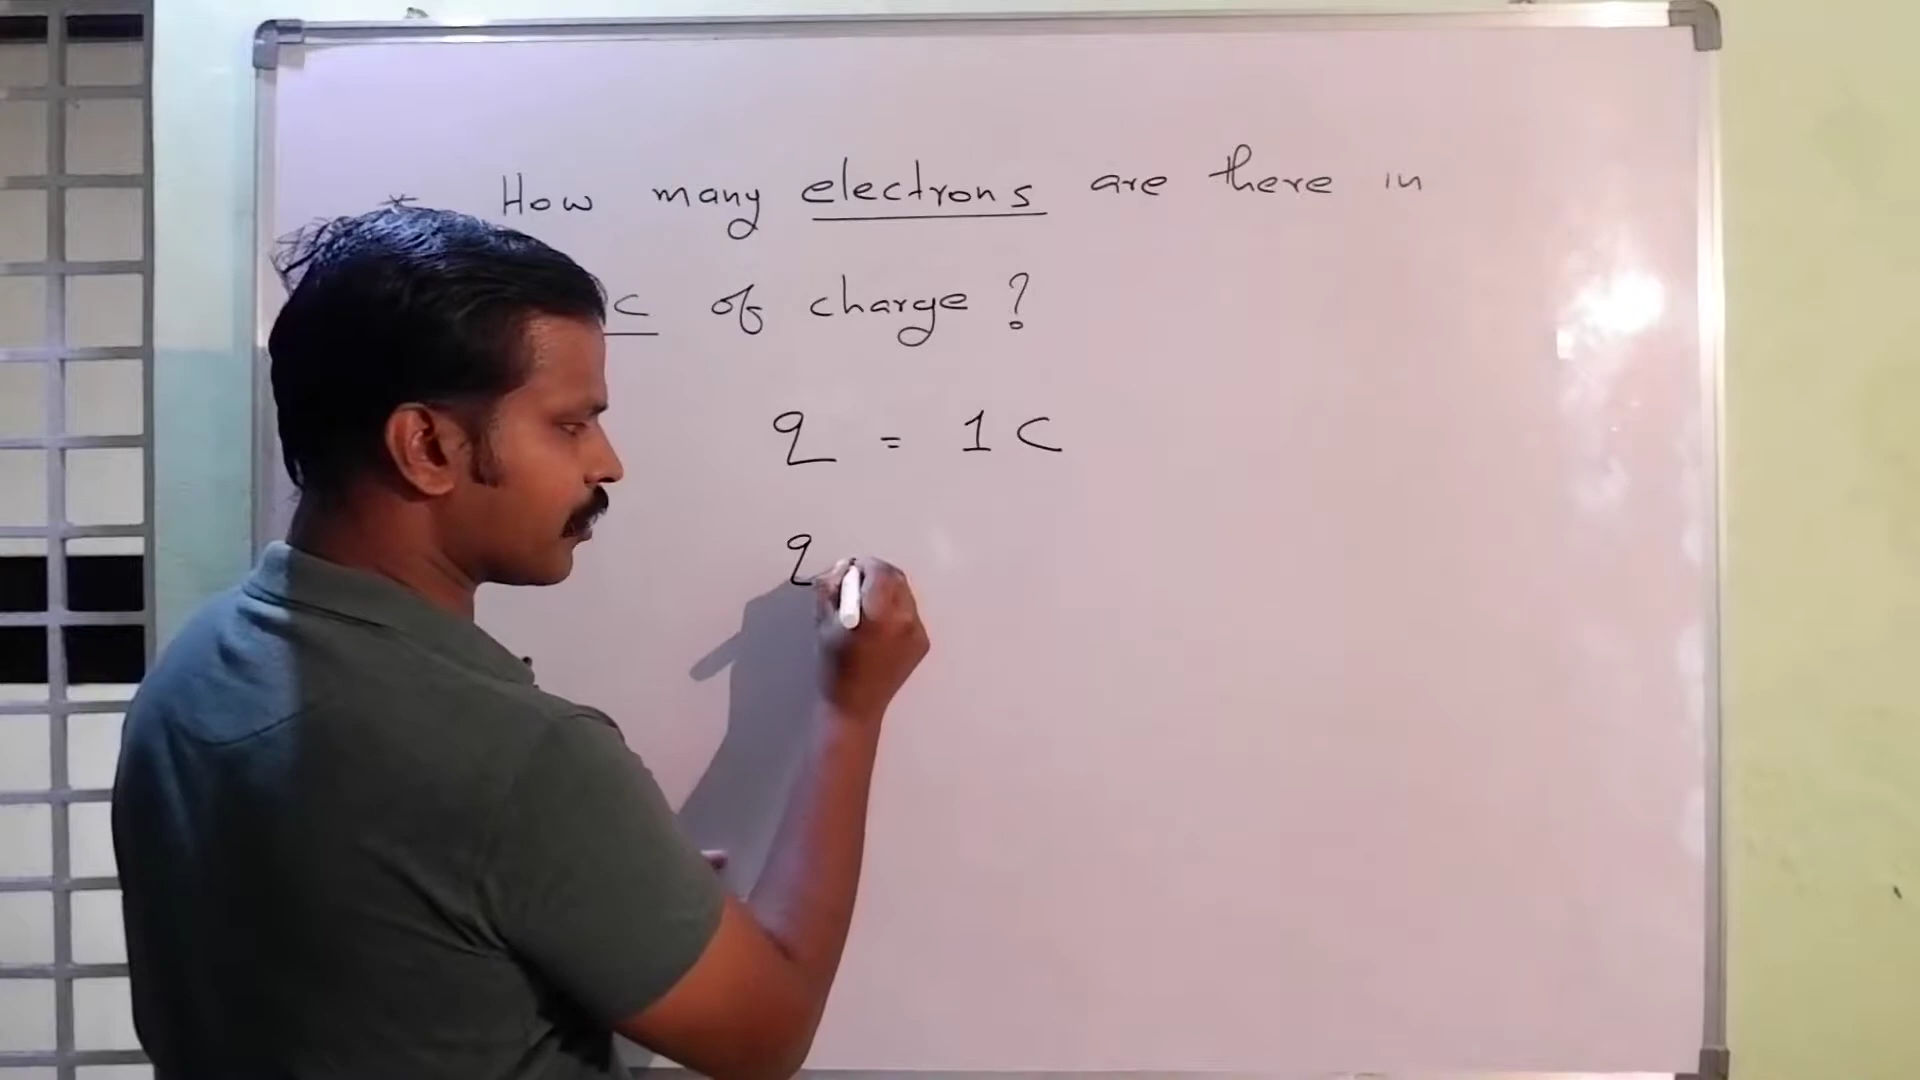 * How many electrons are there in
C of charge ?
q = 1 C
q